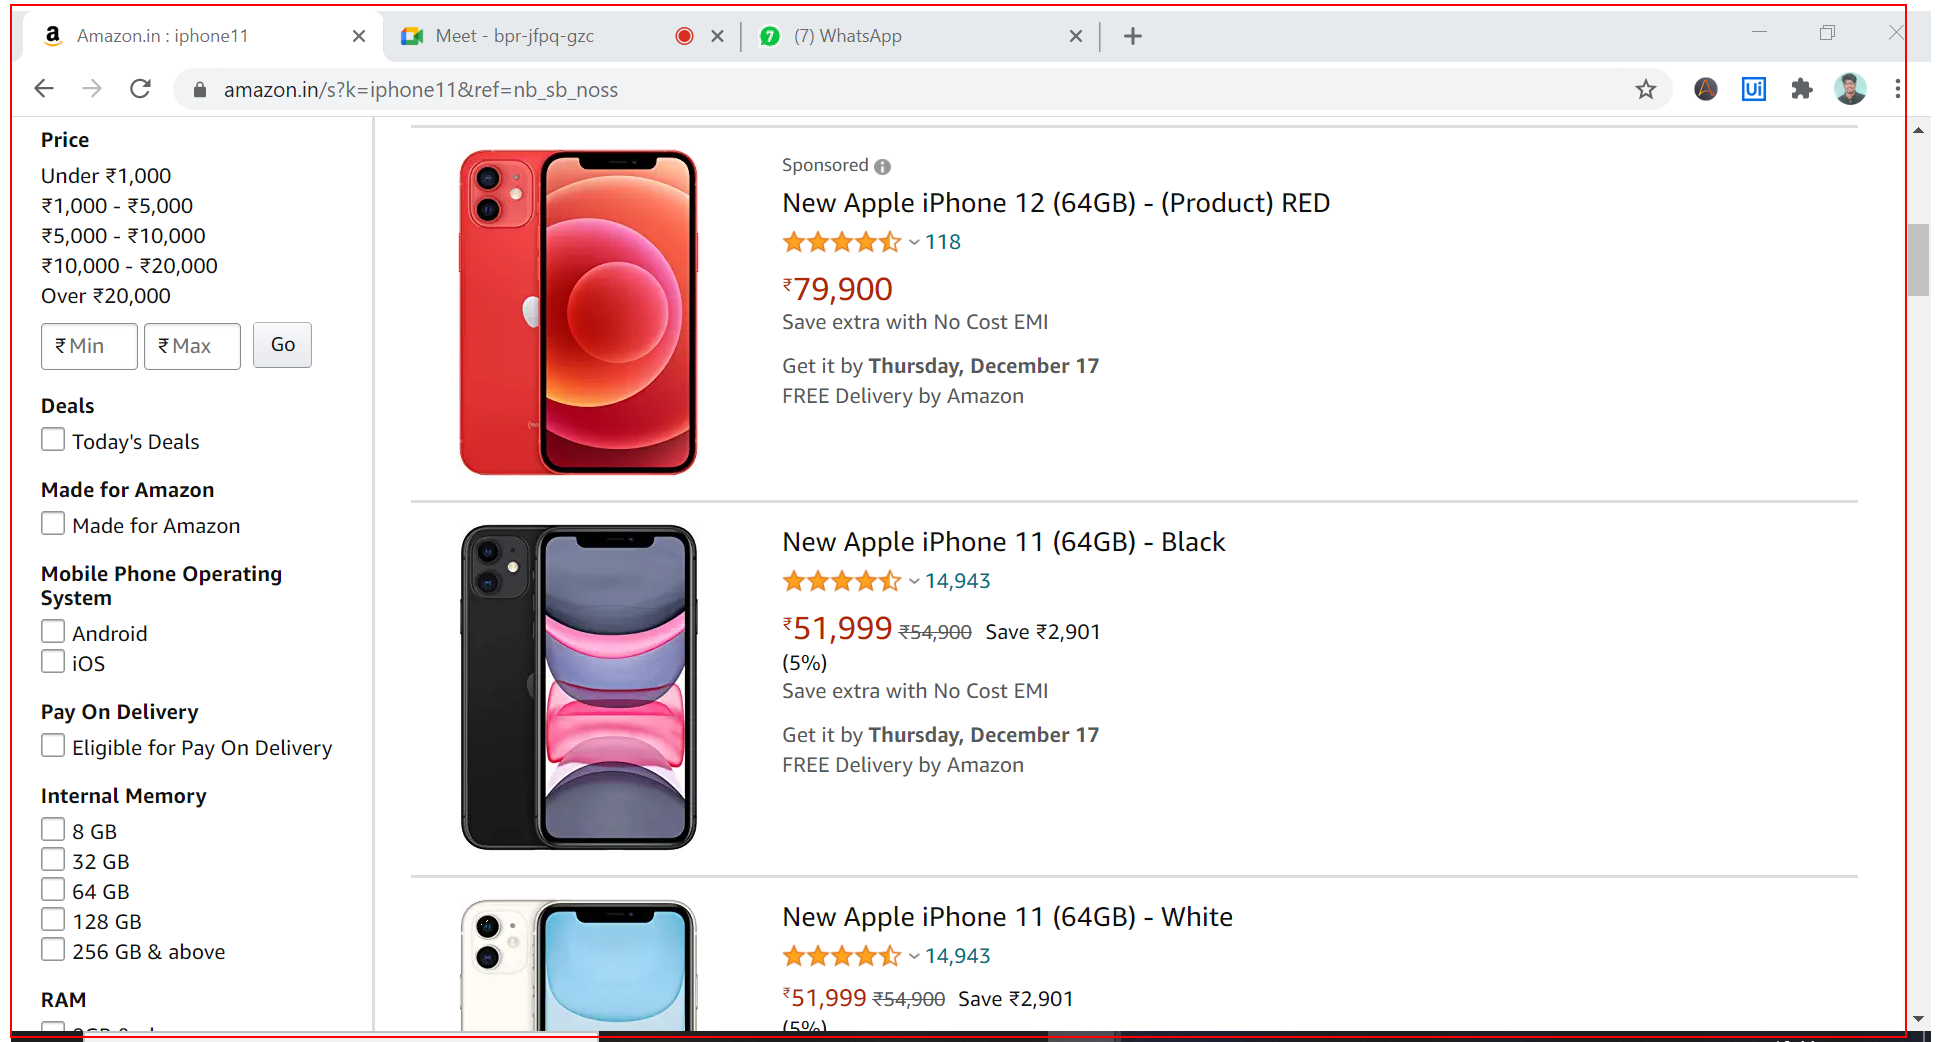 Amazon.in : iphone11
Meet - bpr-jfpq-gzc
7
(7) WhatsApp
amazon.in/s?k=iphone11&ref=nb_sb_noss
Ui
Price
Under ₹1,000
₹1,000 - ₹5,000
₹5,000 - ₹10,000
₹10,000 - ₹20,000
Over ₹20,000
₹ Min
₹ Max
Go
Deals
Today's Deals
Made for Amazon
Made for Amazon
Mobile Phone Operating
System
Android
iOS
Pay On Delivery
Eligible for Pay On Delivery
Internal Memory
8 GB
32 GB
64 GB
128 GB
256 GB & above
RAM
Sponsored
New Apple iPhone 12 (64GB) - (Product) RED
118
₹79,900
Save extra with No Cost EMI
Get it by Thursday, December 17
FREE Delivery by Amazon
New Apple iPhone 11 (64GB) - Black
14,943
₹51,999 ₹54,900 Save ₹2,901
(5%)
Save extra with No Cost EMI
Get it by Thursday, December 17
FREE Delivery by Amazon
New Apple iPhone 11 (64GB) - White
14,943
₹51,999 ₹54,900 Save ₹2,901
(5%)